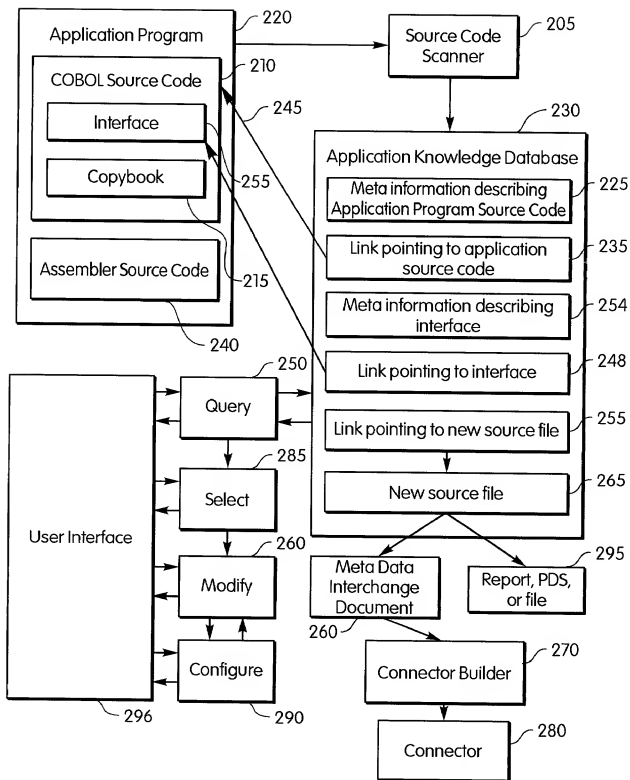 Application Program
220
COBOL Source Code
210
Interface
255
Copybook
215
Assembler Source Code
240
245
Source Code
Scanner
205
230
Application Knowledge Database
Meta information describing
Application Program Source Code
225
Link pointing to application
source code
235
Meta information describing
interface
254
Link pointing to interface
248
Link pointing to new source file
255
New source file
265
User Interface
296
250
Query
285
Select
260
Modify
Configure
290
Meta Data
Interchange
Document
260
295
Report, PDS,
or file
Connector Builder
270
Connector
280